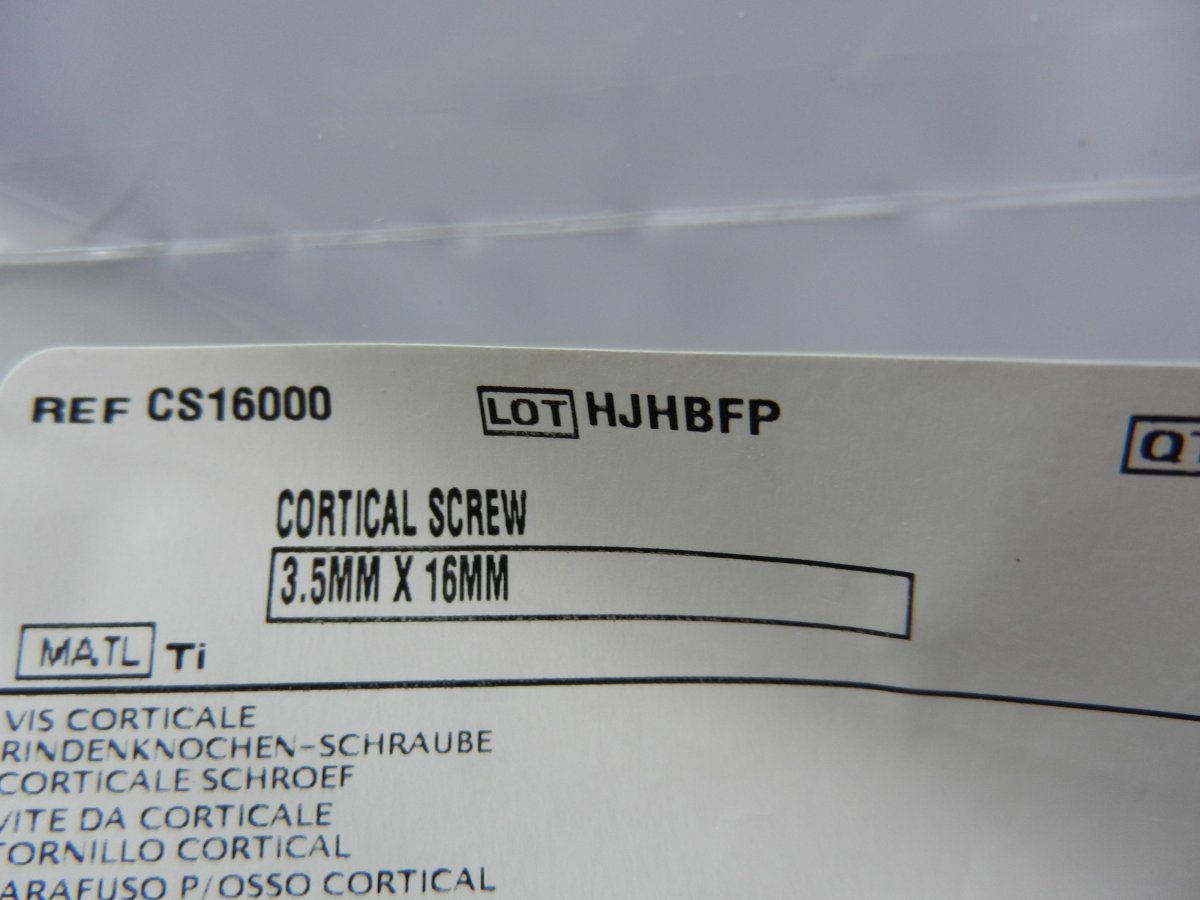 REF CS16000 LOT HJHBFP
CORTICAL SCREW
3.5MM X 16MM
MATL Ti
VIS CORTICALE
RINDENKNOCHEN-SCHRAUBE
CORTICALE SCHROEF
VITE DA CORTICALE
TORNILLO CORTICAL
ARAFUSO P/OSSO CORTICAL